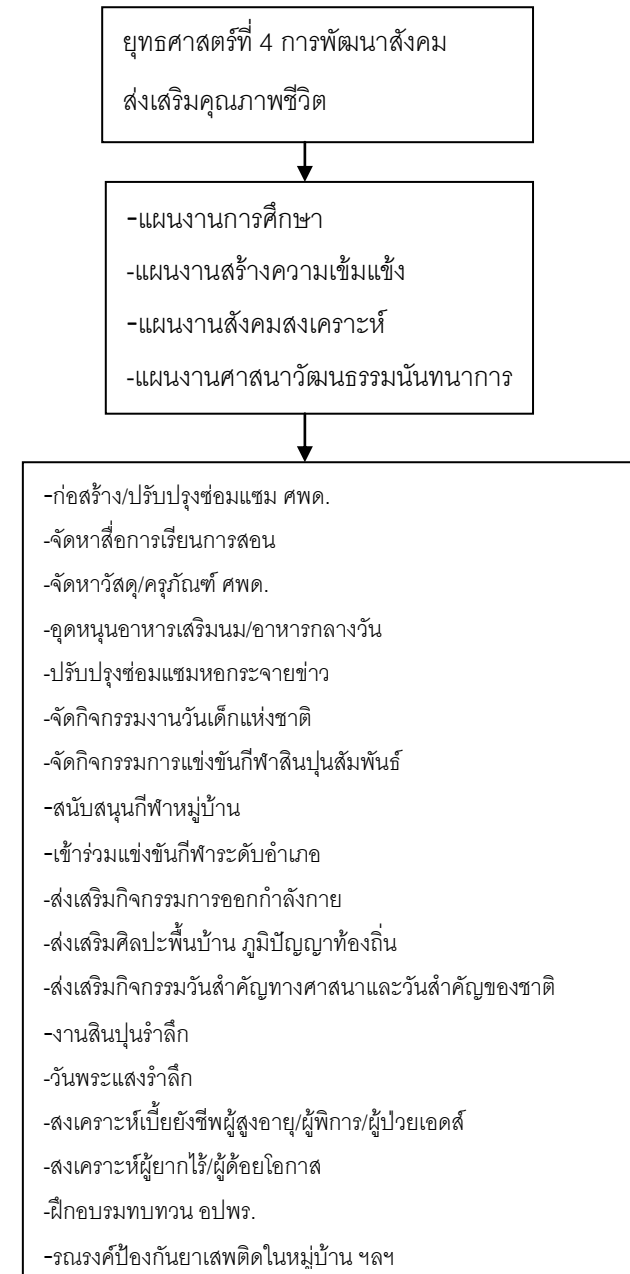 ยุทธศาสตร์ที่ 4 การพัฒนาสังคม
ส่งเสริมคุณภาพชีวิต
-แผนงานการศึกษา
-แผนงานสร้างความเข้มแข้ง
-แผนงานสังคมสงเคราะห์
-แผนงานศาสนาวัฒนธรรมนันทนาการ
-ก่อสร้าง/ปรับปรุงซ่อมแซม ศพด.
-จัดหาสื่อการเรียนการสอน
-จัดหาวัสดุ/ครุภัณฑ์ ศพด.
-อุดหนุนอาหารเสริมนม/อาหารกลางวัน
-ปรับปรุงซ่อมแซมหอกระจายข่าว
-จัดกิจกรรมงานวันเด็กแห่งชาติ
-จัดกิจกรรมการแข่งขันกีฬาสินปุนสัมพันธ์
-สนับสนุนกีฬาหมู่บ้าน
-เข้าร่วมแข่งขันกีฬาระดับอำเภอ
-ส่งเสริมกิจกรรมการออกกำลังกาย
-ส่งเสริมศิลปะพื้นบ้าน ภูมิปัญญาท้องถิ่น
-ส่งเสริมกิจกรรมวันสำคัญทางศาสนาและวันสำคัญของชาติ
-งานสินปุนรำลึก
-วันพระแสงรำลึก
-สงเคราะห์เบี้ยยังชีพผู้สูงอายุ/ผู้พิการ/ผู้ป่วยเอดส์
-สงเคราะห์ผู้ยากไร้/ผู้ด้อยโอกาส
-ฝึกอบรมทบทวน อปพร.
-รณรงค์ป้องกันยาเสพติดในหมู่บ้าน ฯลฯ